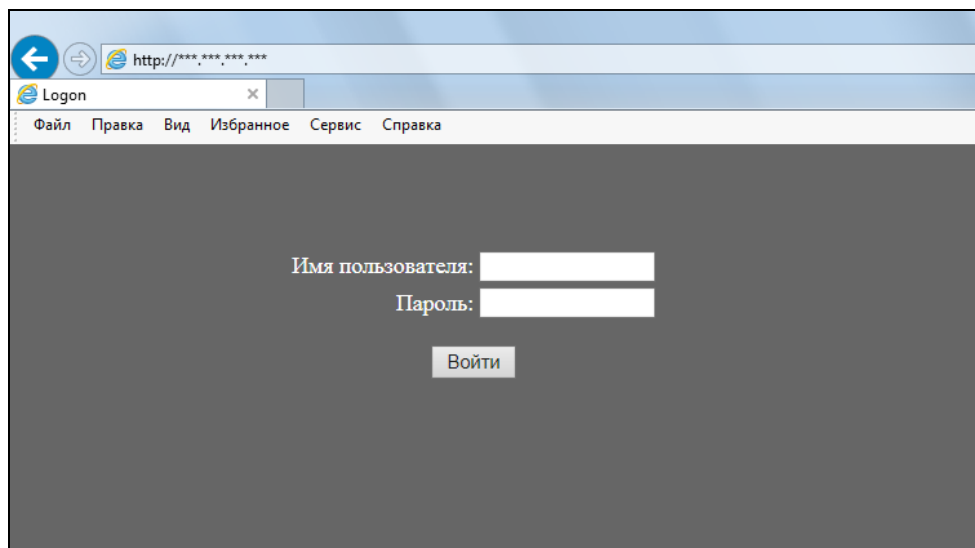 http://***.***.***.***
Logon
Файл Правка Вид Избранное Сервис Справка
Имя пользователя:
Пароль:
Войти